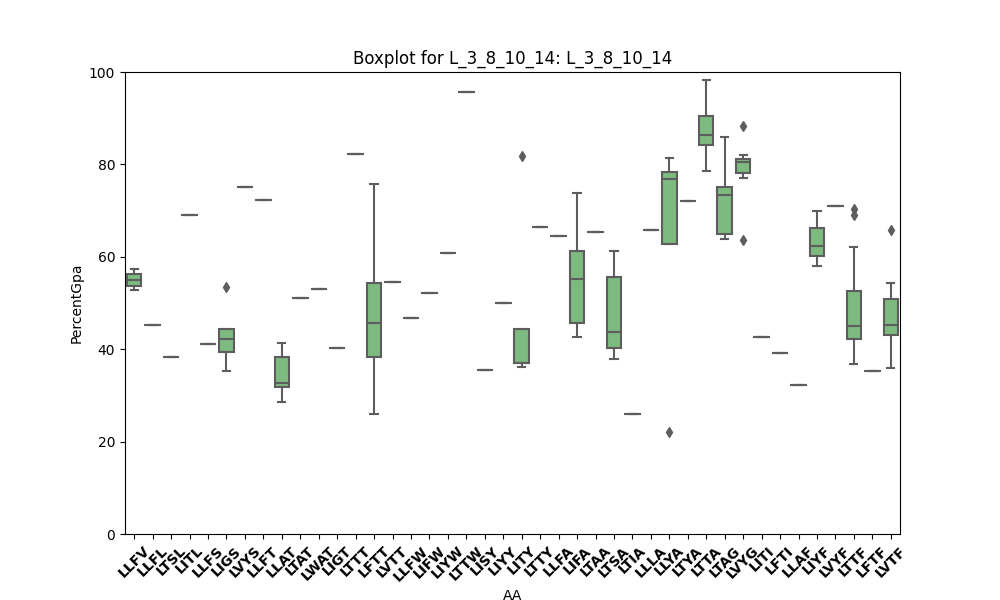 Boxplot for L_3_8_10_14: L_3_8_10_14
100
80
60
40
20
0
PercentGpa
LLFV
LLFL
LTSL
LITL
LLFS
LIGS
LVYS
LLFT
LLAT
LTAT
LWAT
LIGT
LTTT
LFTT
LVTT
LLFW
LIFW
LIYW
LTTW
LISY
LIYY
LITY
LTTY
LLFA
LIFA
LTAA
LTSA
LTIA
LLLA
LIYA
LTYA
LTTA
LTAG
LVYG
LITI
LFTI
LLAF
LIYF
LVYF
LTTF
LFTF
LVTF
AA